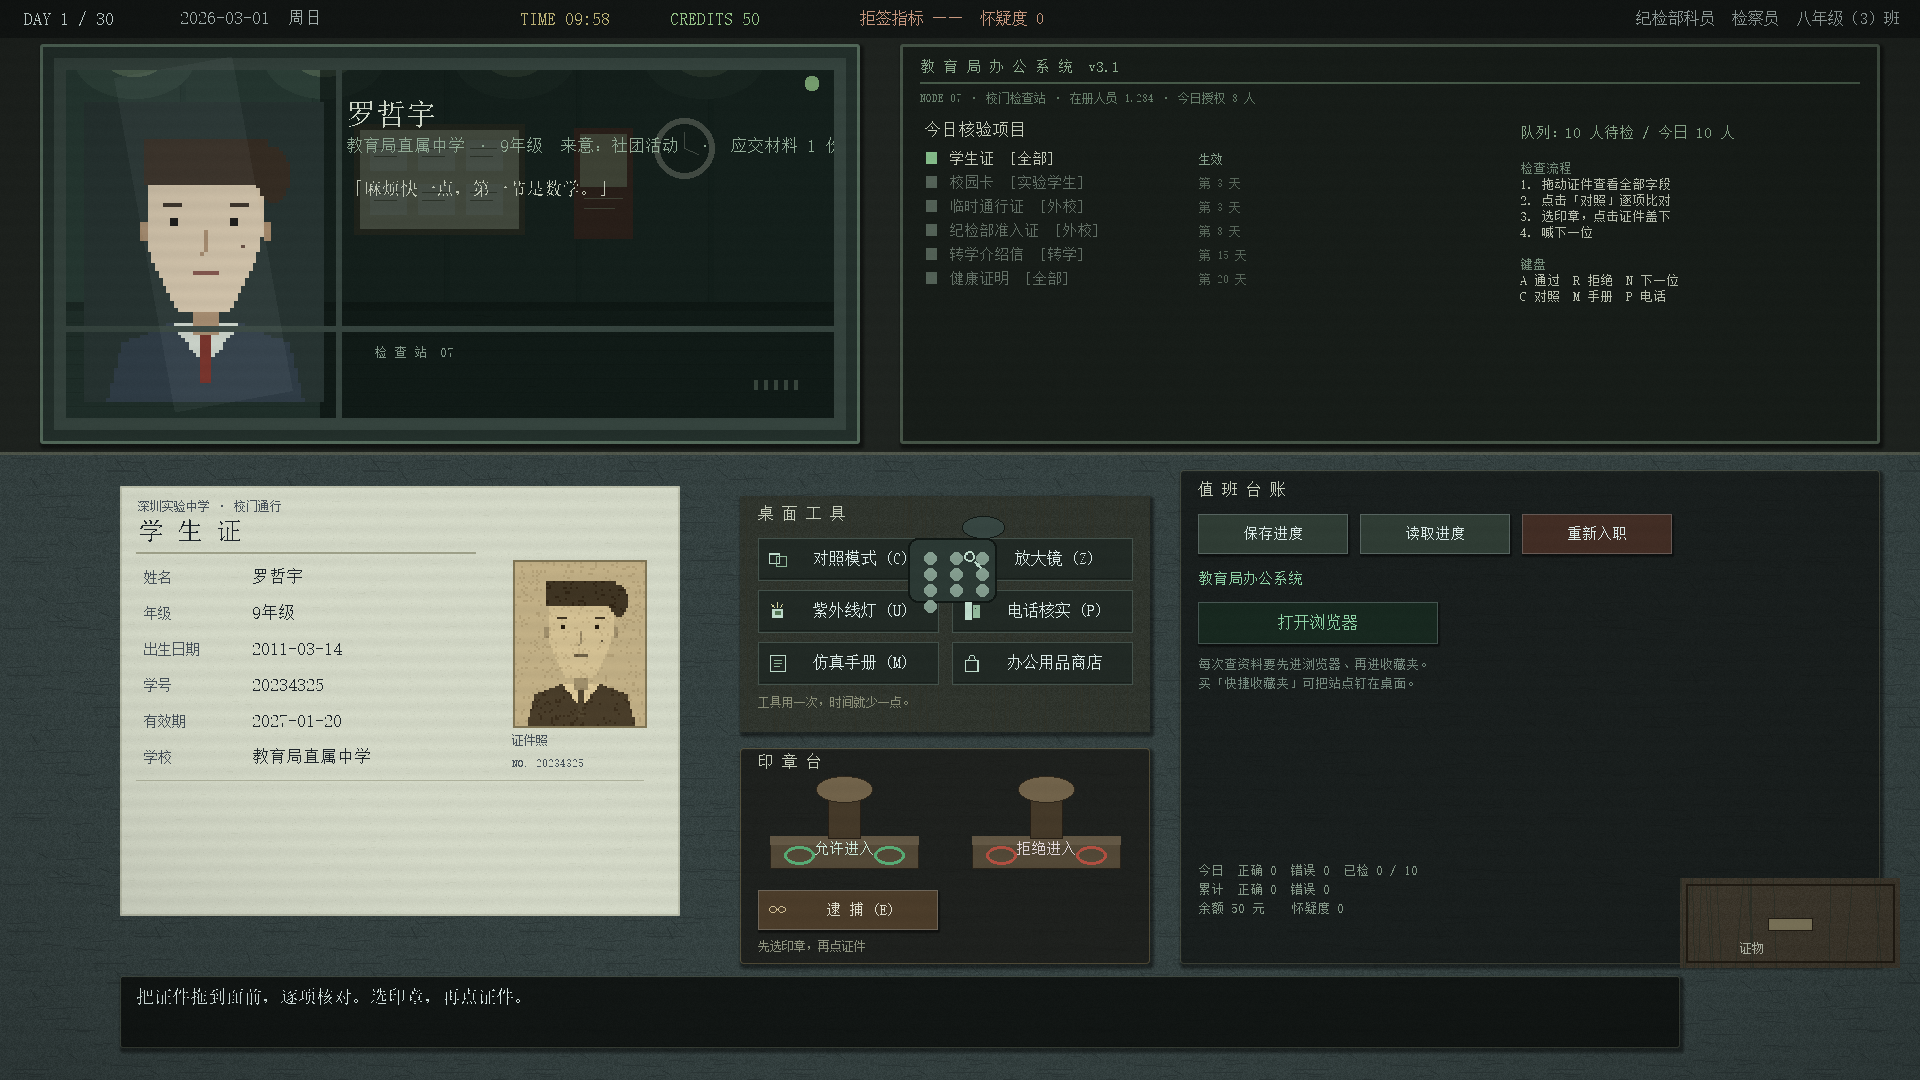 DAY 1 / 30
2026-03-01 周日
TIME 09:58
CREDITS 50
拒签指标 —— 怀疑度 0
纪检部科员 检察员 八年级（3）班
罗哲宇
教育局直属中学 · 9年级 来意：社团活动 · 应交材料 1
「麻烦快一点，第一节是数学。」
检查站 07
教育局办公系统 v3.1
NODE 07 · 校门检查站 · 在册人员 1,284 · 今日授权 8 人
今日核验项目
学生证 [全部] 生效
校园卡 [实验学生] 第 3 天
临时通行证 [外校] 第 3 天
纪检部准入证 [外校] 第 8 天
转学介绍信 [转学] 第 15 天
健康证明 [全部] 第 20 天
队列：10 人待检 / 今日 10 人
检查流程
1. 拖动证件查看全部字段
2. 点击「对照」逐项比对
3. 选印章，点击证件盖下
4. 喊下一位
键盘
A 通过 R 拒绝 N 下一位
C 对照 M 手册 P 电话
深圳实验中学 · 校门通行
学生证
姓名 罗哲宇
年级 9年级
出生日期 2011-03-14
学号 20234325
有效期 2027-01-20
学校 教育局直属中学
证件照
NO. 20234325
桌面工具
对照模式 (C)
放大镜 (Z)
紫外线灯 (U)
电话核实 (P)
仿真手册 (M)
办公用品商店
工具用一次，时间就少一点。
印章台
允许进入
拒绝进入
逮捕 (E)
先选印章，再点证件
值班台账
保存进度
读取进度
重新入职
教育局办公系统
打开浏览器
每次查资料要先进浏览器、再进收藏夹。
买「快捷收藏夹」可把站点钉在桌面。
今日 正确 0 错误 0 已检 0 / 10
累计 正确 0 错误 0
余额 50 元 怀疑度 0
证物
把证件拖到面前，逐项核对。选印章，再点证件。